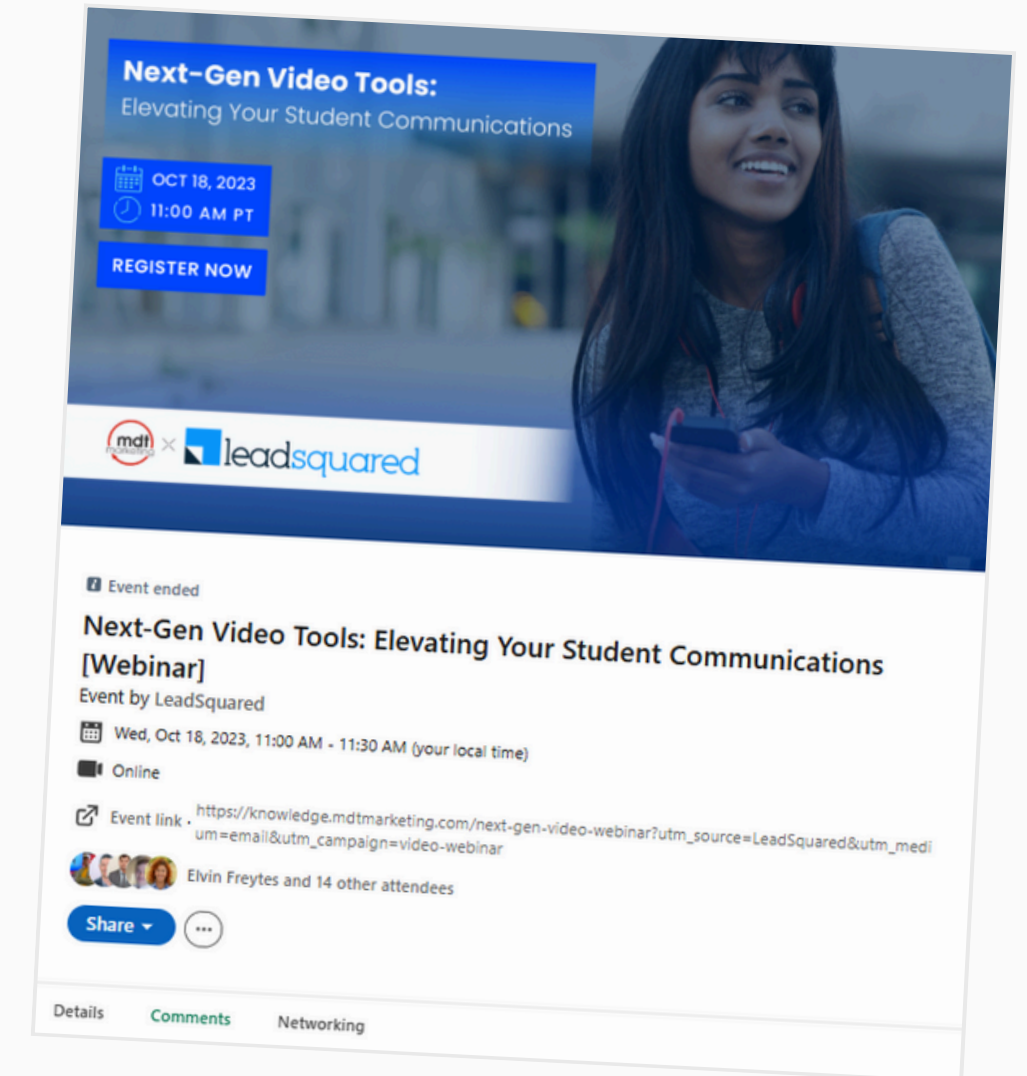 Next-Gen Video Tools:
Elevating Your Student Communications
OCT 18, 2023
11:00 AM PT
REGISTER NOW
mdt
marketing
×
leadsquared
Event ended
Next-Gen Video Tools: Elevating Your Student Communications
[Webinar]
Event by LeadSquared
Wed, Oct 18, 2023, 11:00 AM - 11:30 AM (your local time)
Online
Event link · https://knowledge.mdtmarketing.com/next-gen-video-webinar?utm_source=LeadSquared&utm_medi
um=email&utm_campaign=video-webinar
Elvin Freytes and 14 other attendees
Share
Details Comments Networking